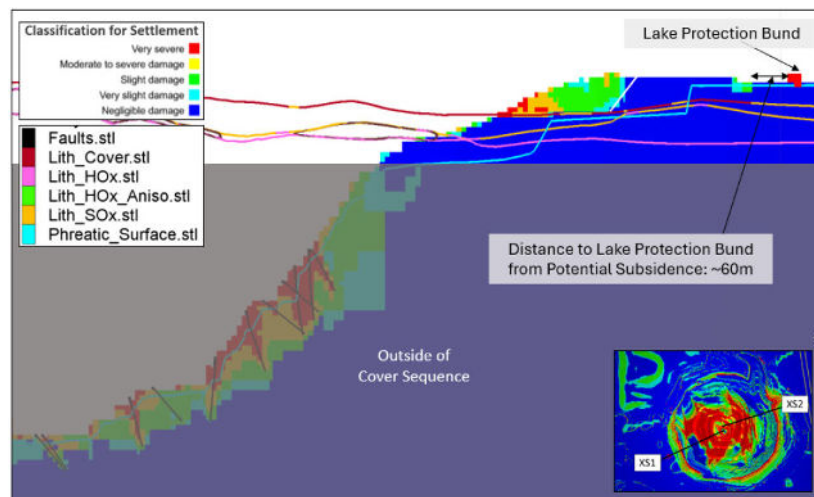 Classification for Settlement
Very severe
Moderate to severe damage
Slight damage
Very slight damage
Negligible damage
Faults.stl
Lith_Cover.stl
Lith_HOx.stl
Lith_HOx_Aniso.stl
Lith_SOx.stl
Phreatic_Surface.stl
Lake Protection Bund
Distance to Lake Protection Bund
from Potential Subsidence: ~60m
Outside of
Cover Sequence
XS2
XS1